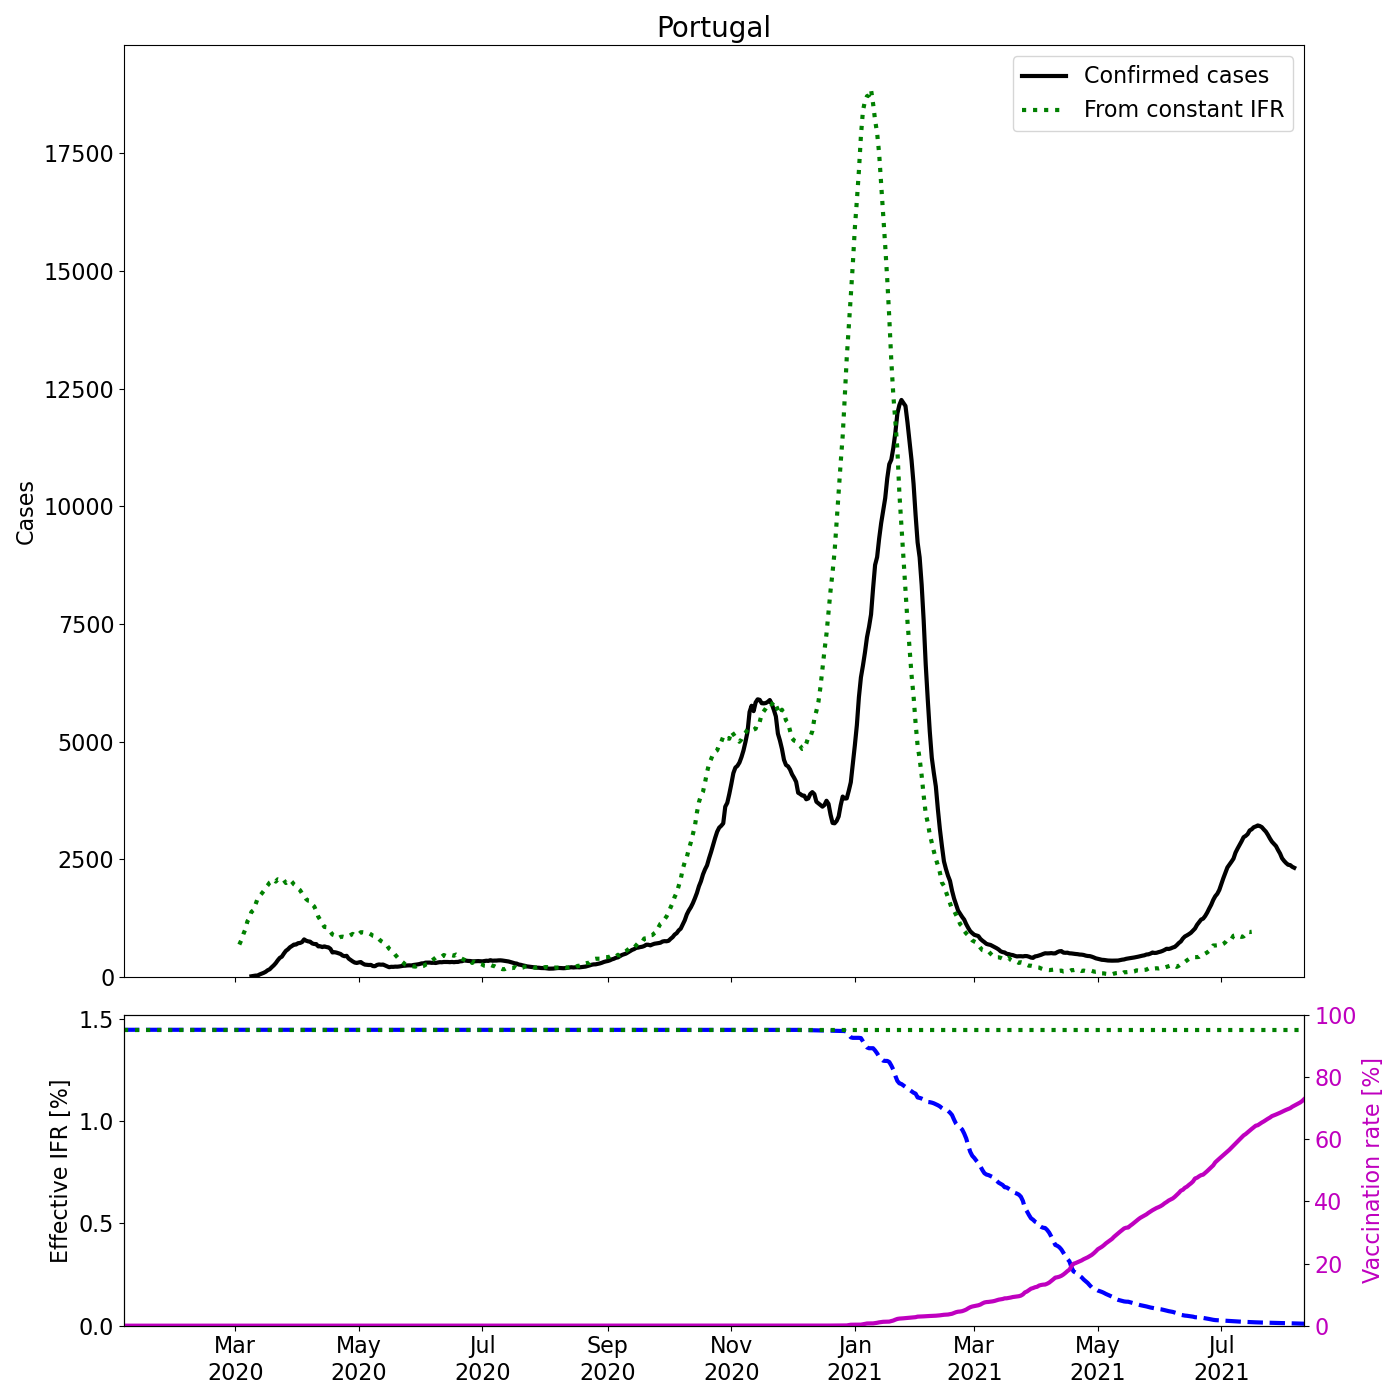 Portugal
Confirmed cases
From constant IFR
Cases
17500
15000
12500
10000
7500
5000
2500
0
Effective IFR [%]
1.5
1.0
0.5
0.0
Vaccination rate [%]
100
80
60
40
20
0
Mar
2020
May
2020
Jul
2020
Sep
2020
Nov
2020
Jan
2021
Mar
2021
May
2021
Jul
2021